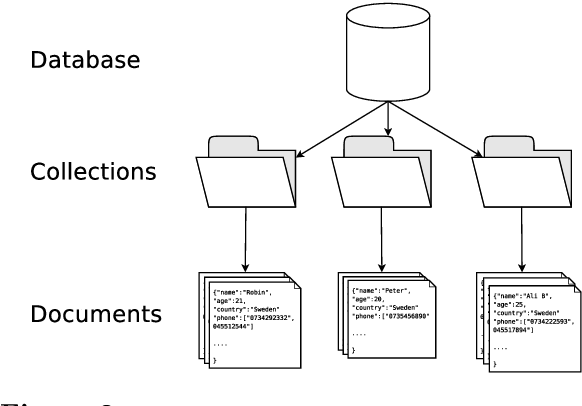 Database
Collections
Documents
{"name":"Robin",
"age":21,
"country":"Sweden"
"phone":["0734292332",
045512544"]
....
}
{"name":"Peter",
"age":20,
"country":"Sweden"
"phone":["0735456890"
....
}
{"name":"Ali B",
"age":25,
"country":"Sweden"
"phone":["0734222593",
045517894"]
....
}